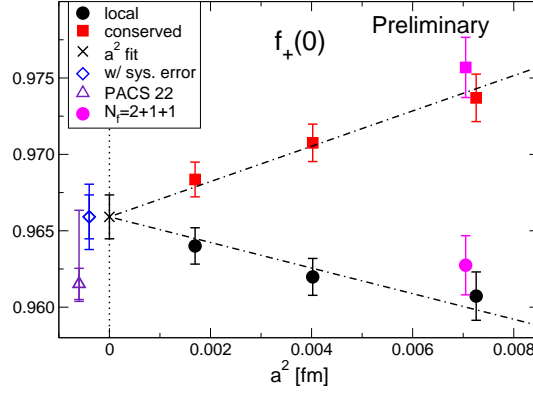 local
conserved
a² fit
w/ sys. error
PACS 22
N_f=2+1+1
f₊(0)
Preliminary
0.975
0.970
0.965
0.960
0
0.002
0.004
0.006
0.008
a² [fm]